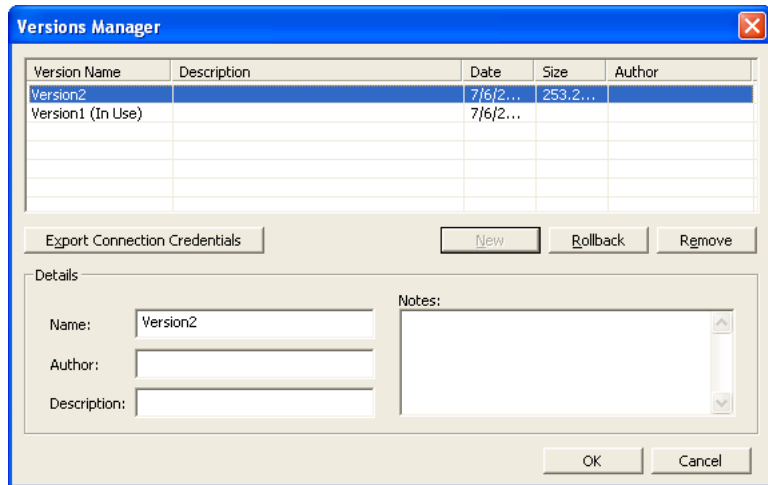 Versions Manager
Version Name Description Date Size Author
Version2 7/6/2... 253.2...
Version1 (In Use) 7/6/2...
Export Connection Credentials New Rollback Remove
Details
Notes:
Name: Version2
Author:
Description:
OK Cancel